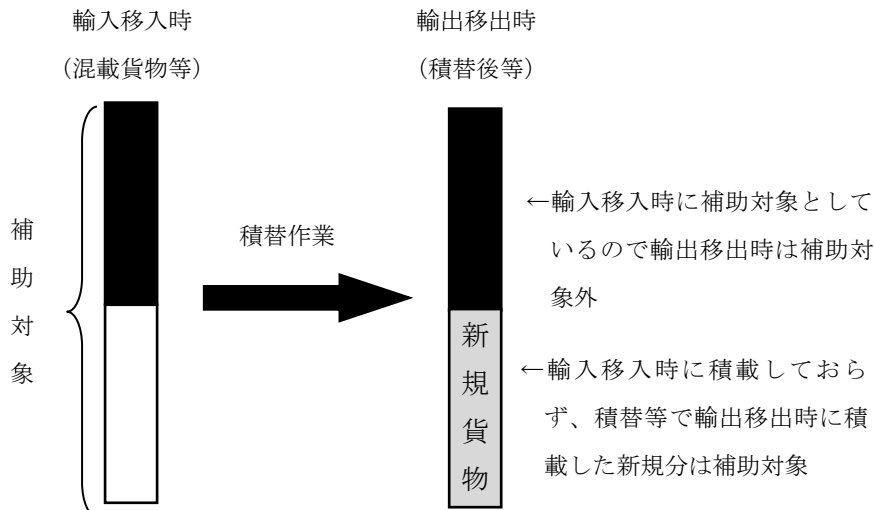 輸入移入時
(混載貨物等)
輸出移出時
(積替後等)
補助対象
積替作業
←輸入移入時に補助対象として
いるので輸出移出時は補助対
象外
新規貨物
←輸入移入時に積載しておら
ず、積替等で輸出移出時に積
載した新規分は補助対象